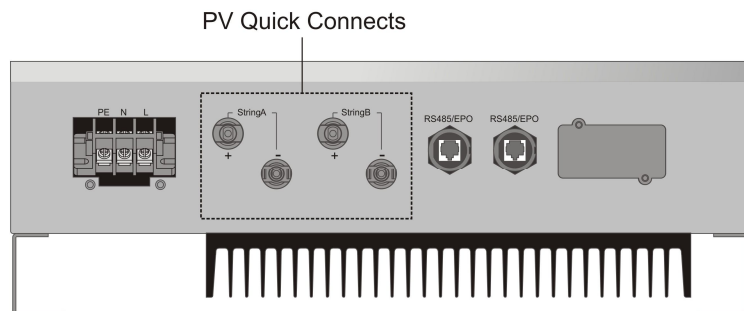 PV Quick Connects
PE N L
StringA
StringB
+
-
+
-
RS485/EPO
RS485/EPO